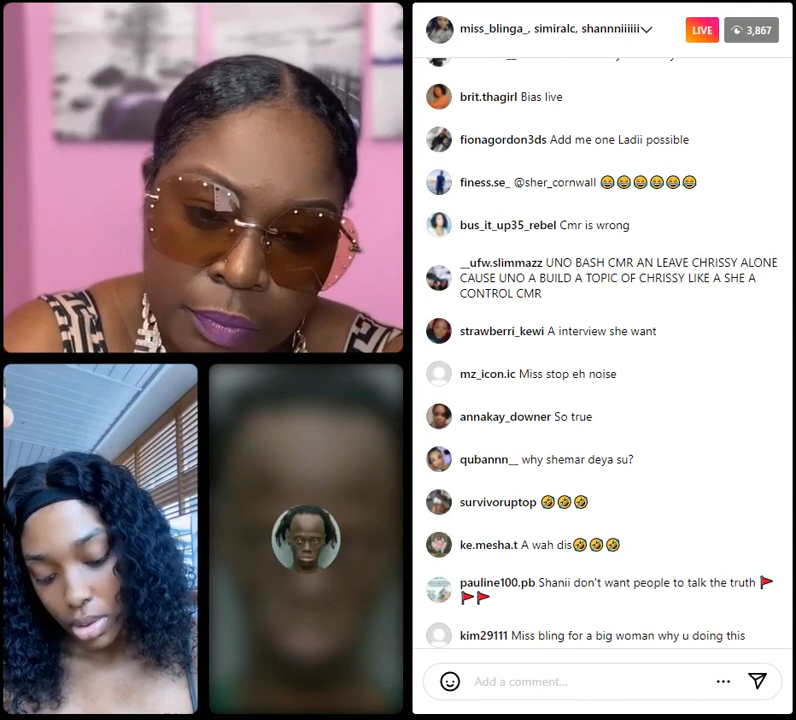 miss_blinga_, simiralc, shannniiiiii
LIVE
3,867
brit.thagirl Bias live
fionagordon3ds Add me one Ladii possible
finess.se_ @sher_cornwall 😂😂😂😂😂😂
bus_it_up35_rebel Cmr is wrong
__ufw.slimmazz UNO BASH CMR AN LEAVE CHRISSY ALONE
CAUSE UNO A BUILD A TOPIC OF CHRISSY LIKE A SHE A
CONTROL CMR
strawberri_kewi A interview she want
mz_icon.ic Miss stop eh noise
annakay_downer So true
qubannn__ why shemar deya su?
survivoruptop 🤣🤣🤣
ke.mesha.t A wah dis🤣🤣🤣
pauline100.pb Shanii don't want people to talk the truth 🚩
🚩🚩
kim29111 Miss bling for a big woman why u doing this
Add a comment...